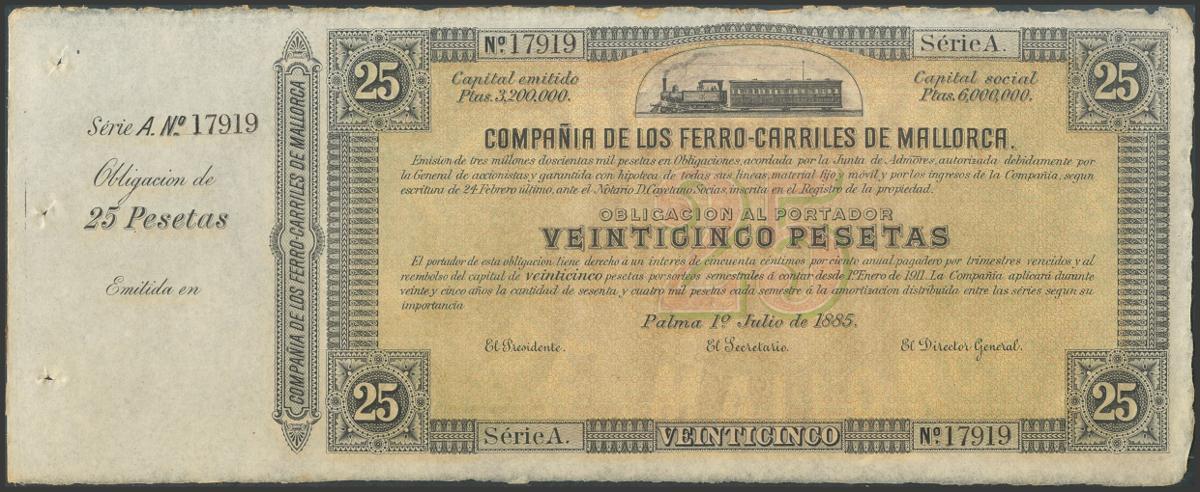 Série A. Nº 17919
Obligacion de
25 Pesetas
Emitida en
COMPAÑIA DE LOS FERRO-CARRILES DE MALLORCA
25
Nº 17919
Série A.
25
Capital emitido
Ptas. 3,200,000.
Capital social
Ptas. 6,000,000.
COMPAÑIA DE LOS FERRO-CARRILES DE MALLORCA.
Emision de tres millones doscientas mil pesetas en Obligaciones, acordada por la Junta de Admores, autorizada debidamente por
la General de accionistas y garantida con hipoteca de todas sus lineas, material fijo y móvil y por los ingresos de la Compañia, segun
escritura de 24 Febrero último, ante el Notario D. Cayetano Socias, inscrita en el Registro de la propiedad.
OBLIGACION AL PORTADOR
VEINTICINCO PESETAS
25
El portador de esta obligacion tiene derecho á un interes de cincuenta céntimos por ciento anual pagadero por trimestres vencidos y al
reembolso del capital de veinticinco pesetas por sorteos semestrales á contar desde 1º Enero de 1911. La Compañia aplicará durante
veinte y cinco años la cantidad de sesenta y cuatro mil pesetas cada semestre á la amortizacion distribuida entre las séries segun su
importancia
Palma 1º Julio de 1885.
El Presidente.
El Secretario.
El Director General.
25
Série A.
VEINTICINCO
Nº 17919
25